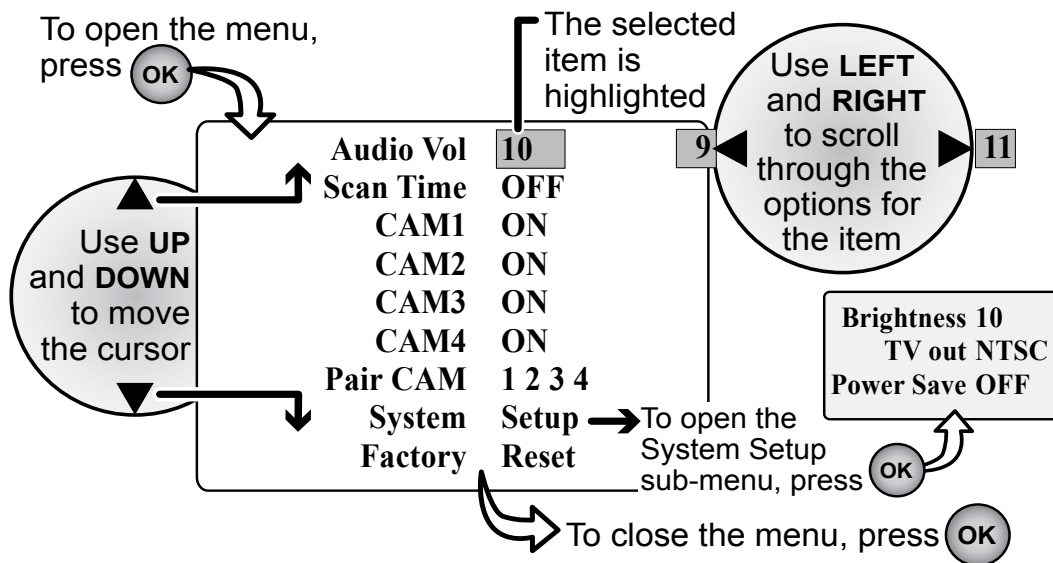 To open the menu,
press OK
The selected
item is
highlighted
Use LEFT
and RIGHT
to scroll
through the
options for
the item
9
11
Audio Vol 10
Scan Time OFF
CAM1 ON
CAM2 ON
CAM3 ON
CAM4 ON
Pair CAM 1 2 3 4
System Setup
Factory Reset
Use UP
and DOWN
to move
the cursor
Brightness 10
TV out NTSC
Power Save OFF
To open the
System Setup
sub-menu, press OK
To close the menu, press OK